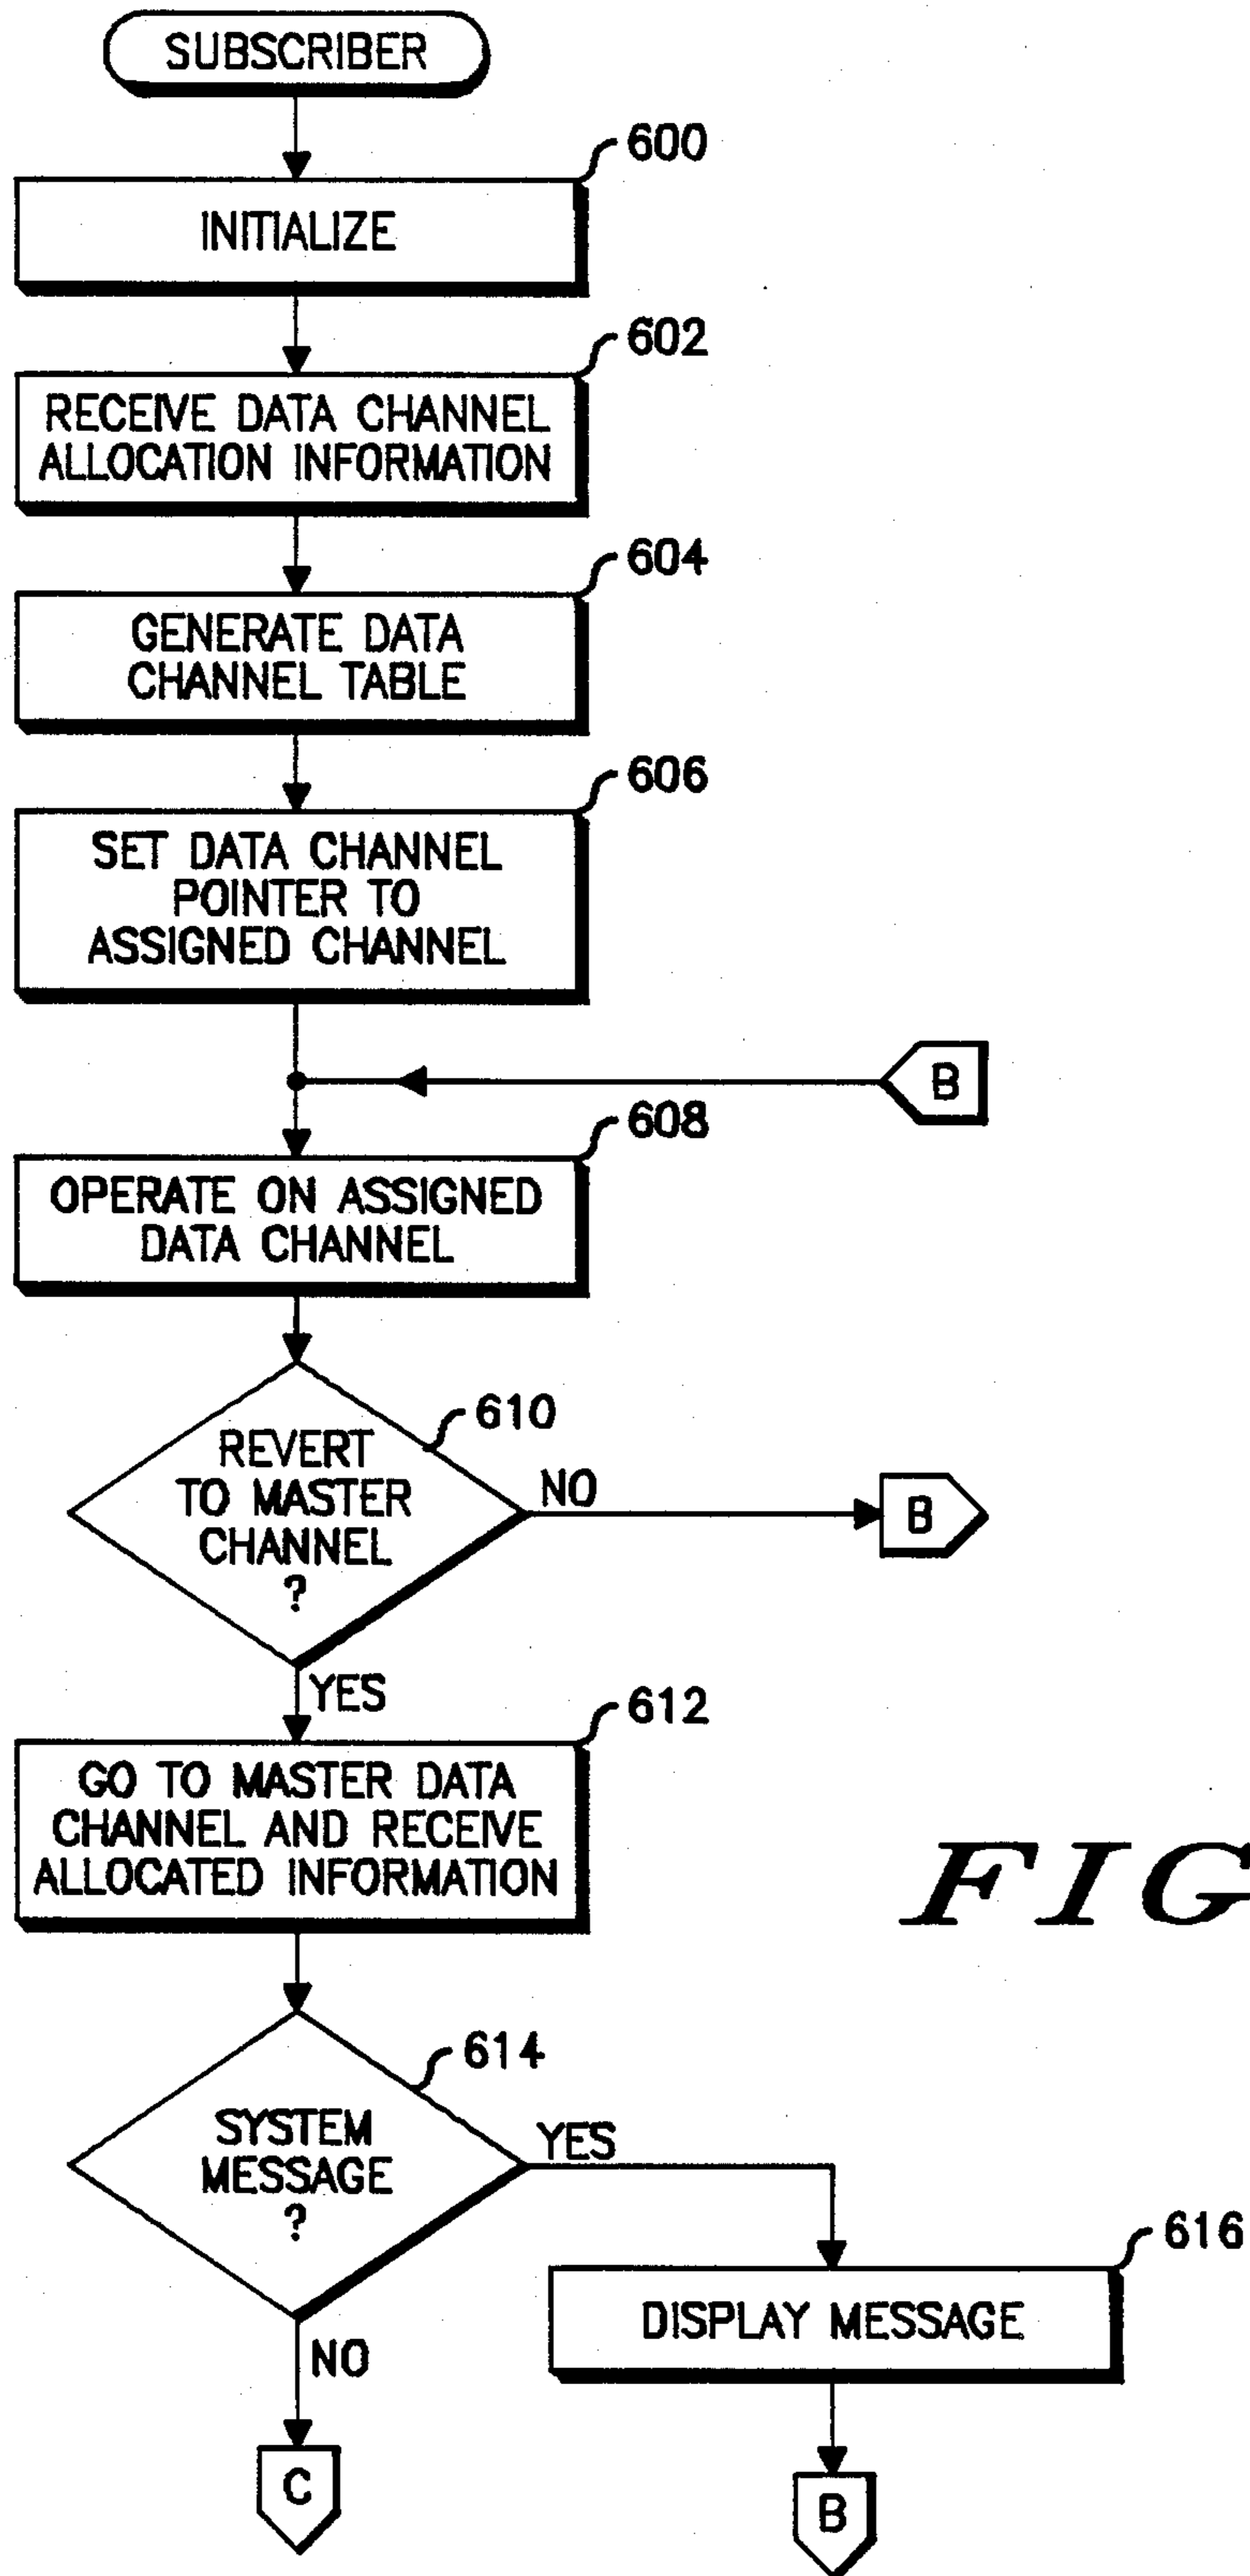 SUBSCRIBER
600
INITIALIZE
602
RECEIVE DATA CHANNEL
ALLOCATION INFORMATION
604
GENERATE DATA
CHANNEL TABLE
606
SET DATA CHANNEL
POINTER TO
ASSIGNED CHANNEL
B
608
OPERATE ON ASSIGNED
DATA CHANNEL
610
REVERT
TO MASTER
CHANNEL
?
NO
B
YES
612
GO TO MASTER DATA
CHANNEL AND RECEIVE
ALLOCATED INFORMATION
FIG
614
SYSTEM
MESSAGE
?
YES
616
DISPLAY MESSAGE
NO
C
B